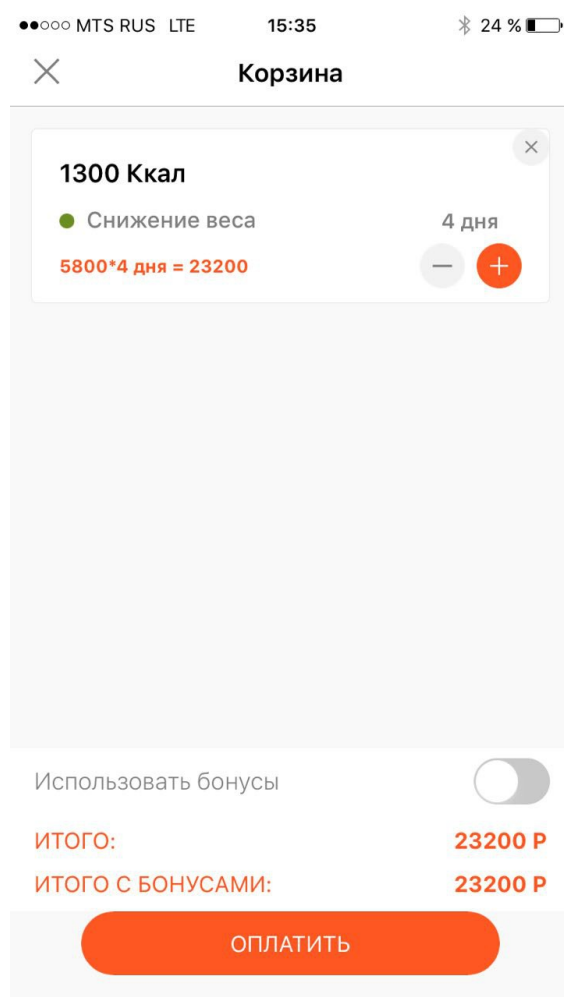 MTS RUS LTE 15:35 24 %
Корзина
1300 Ккал
Снижение веса 4 дня
5800*4 дня = 23200
Использовать бонусы
ИТОГО: 23200 Р
ИТОГО С БОНУСАМИ: 23200 Р
ОПЛАТИТЬ